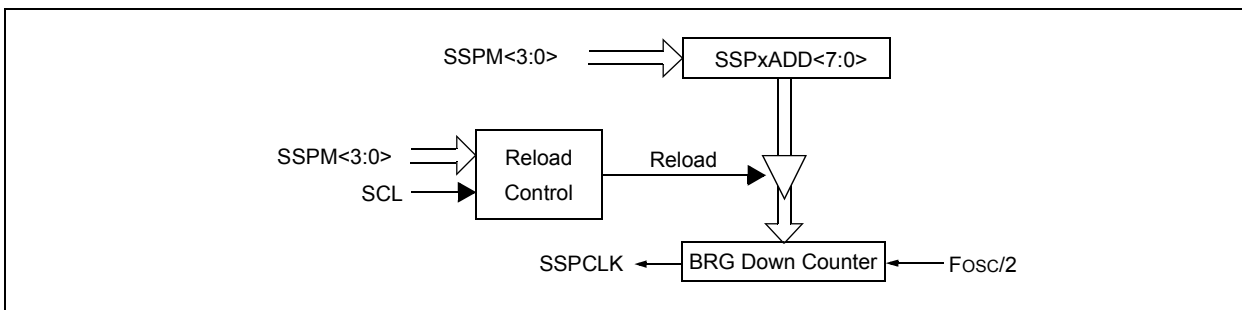 SSPM<3:0>
SSPxADD<7:0>
SSPM<3:0>
SCL
Reload
Control
Reload
SSPCLK
BRG Down Counter
FOSC/2